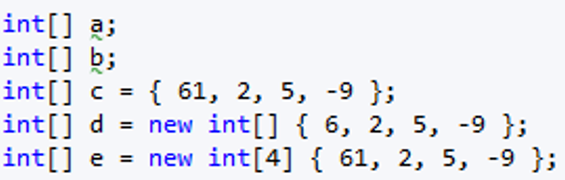 int[] a;
int[] b;
int[] c = { 61, 2, 5, -9 };
int[] d = new int[] { 6, 2, 5, -9 };
int[] e = new int[4] { 61, 2, 5, -9 };